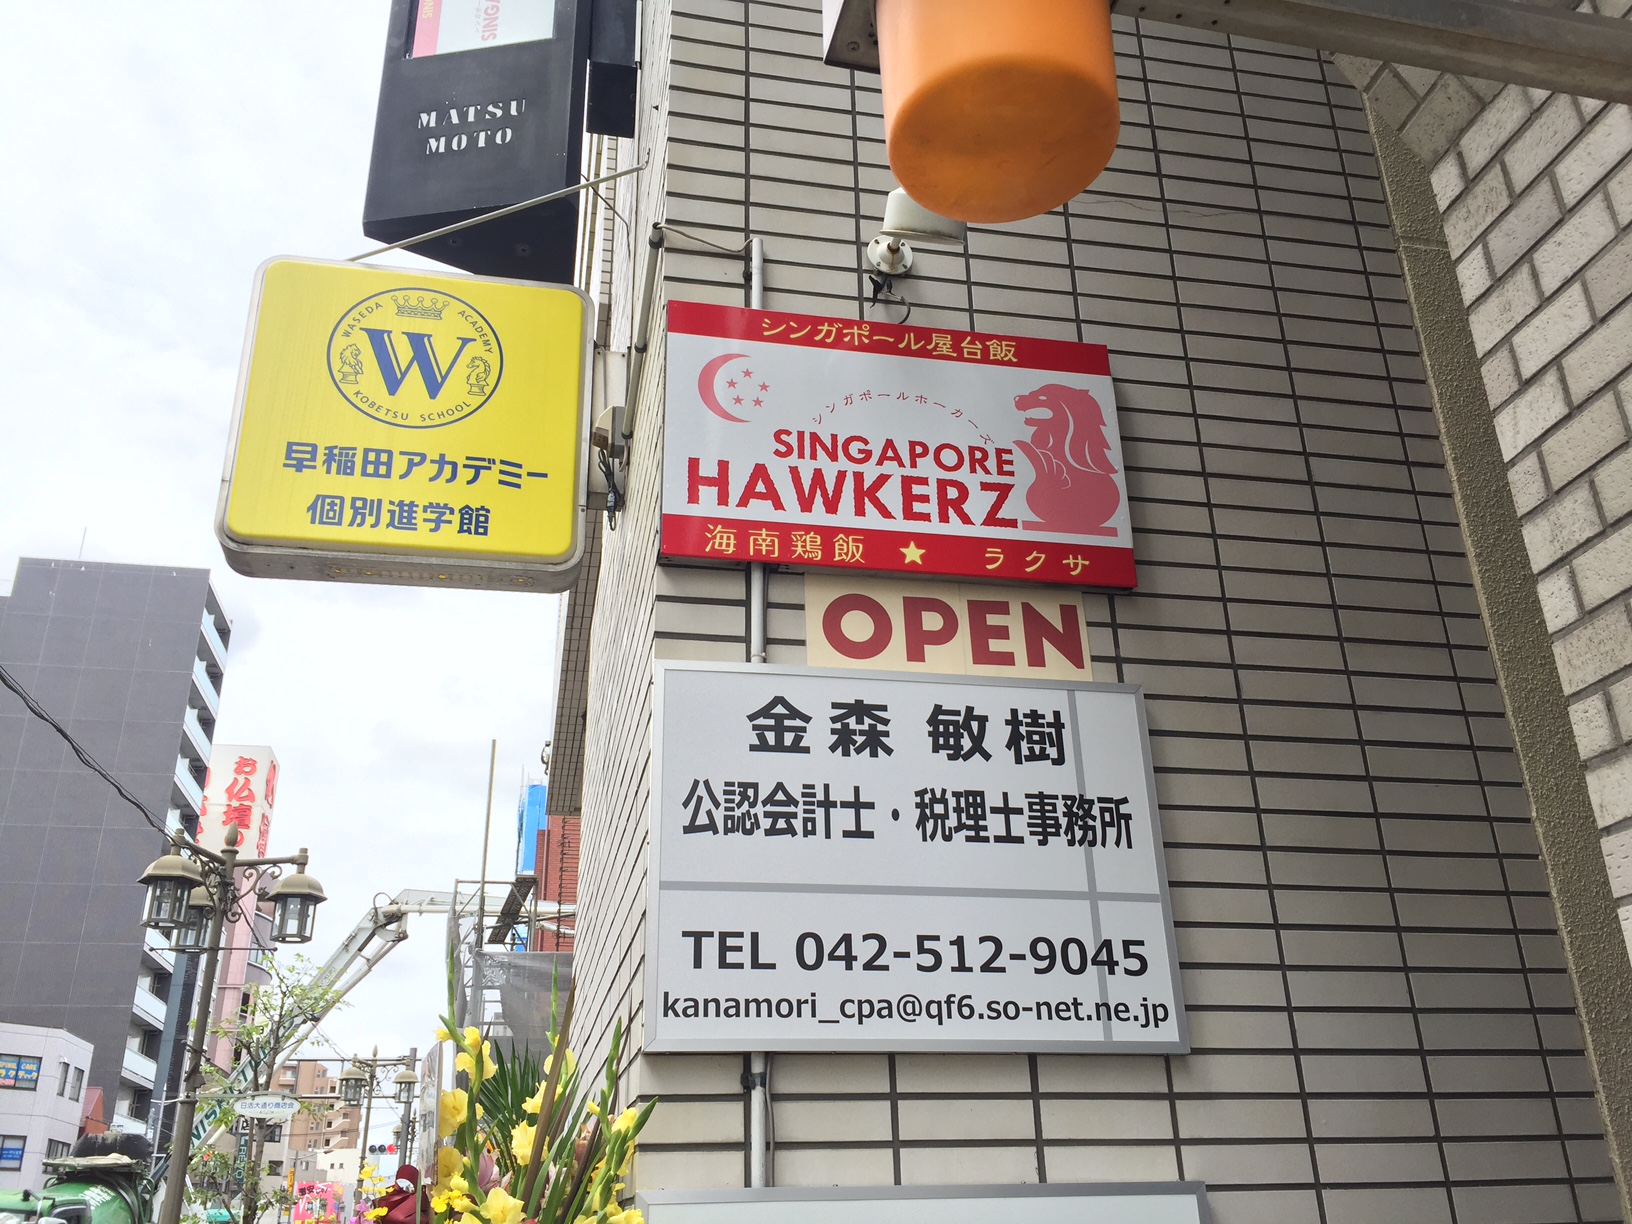 MATSU
MOTO
WASEDA ACADEMY
W
KOBETSU SCHOOL
早稲田アカデミー
個別進学館
シンガポール屋台飯
シンガポールホーカーズ
SINGAPORE
HAWKERZ
海南鶏飯 ★ ラクサ
OPEN
金森 敏樹
公認会計士・税理士事務所
TEL 042-512-9045
kanamori_cpa@qf6.so-net.ne.jp
お仏壇の